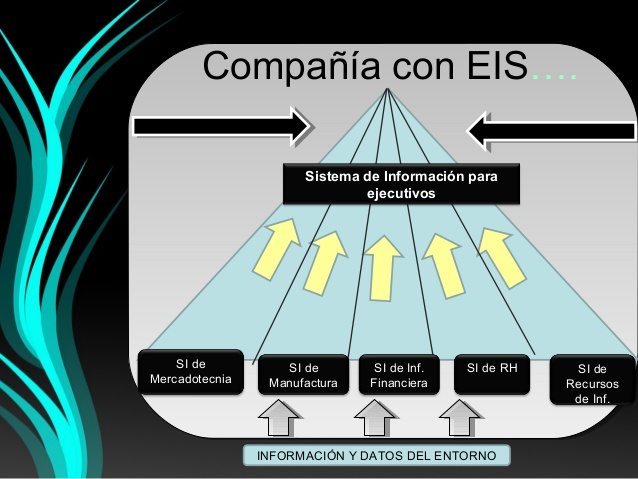 Compañía con EIS….
Sistema de Información para
ejecutivos
SI de
Mercadotecnia
SI de
Manufactura
SI de Inf.
Financiera
SI de RH
SI de
Recursos
de Inf.
INFORMACIÓN Y DATOS DEL ENTORNO